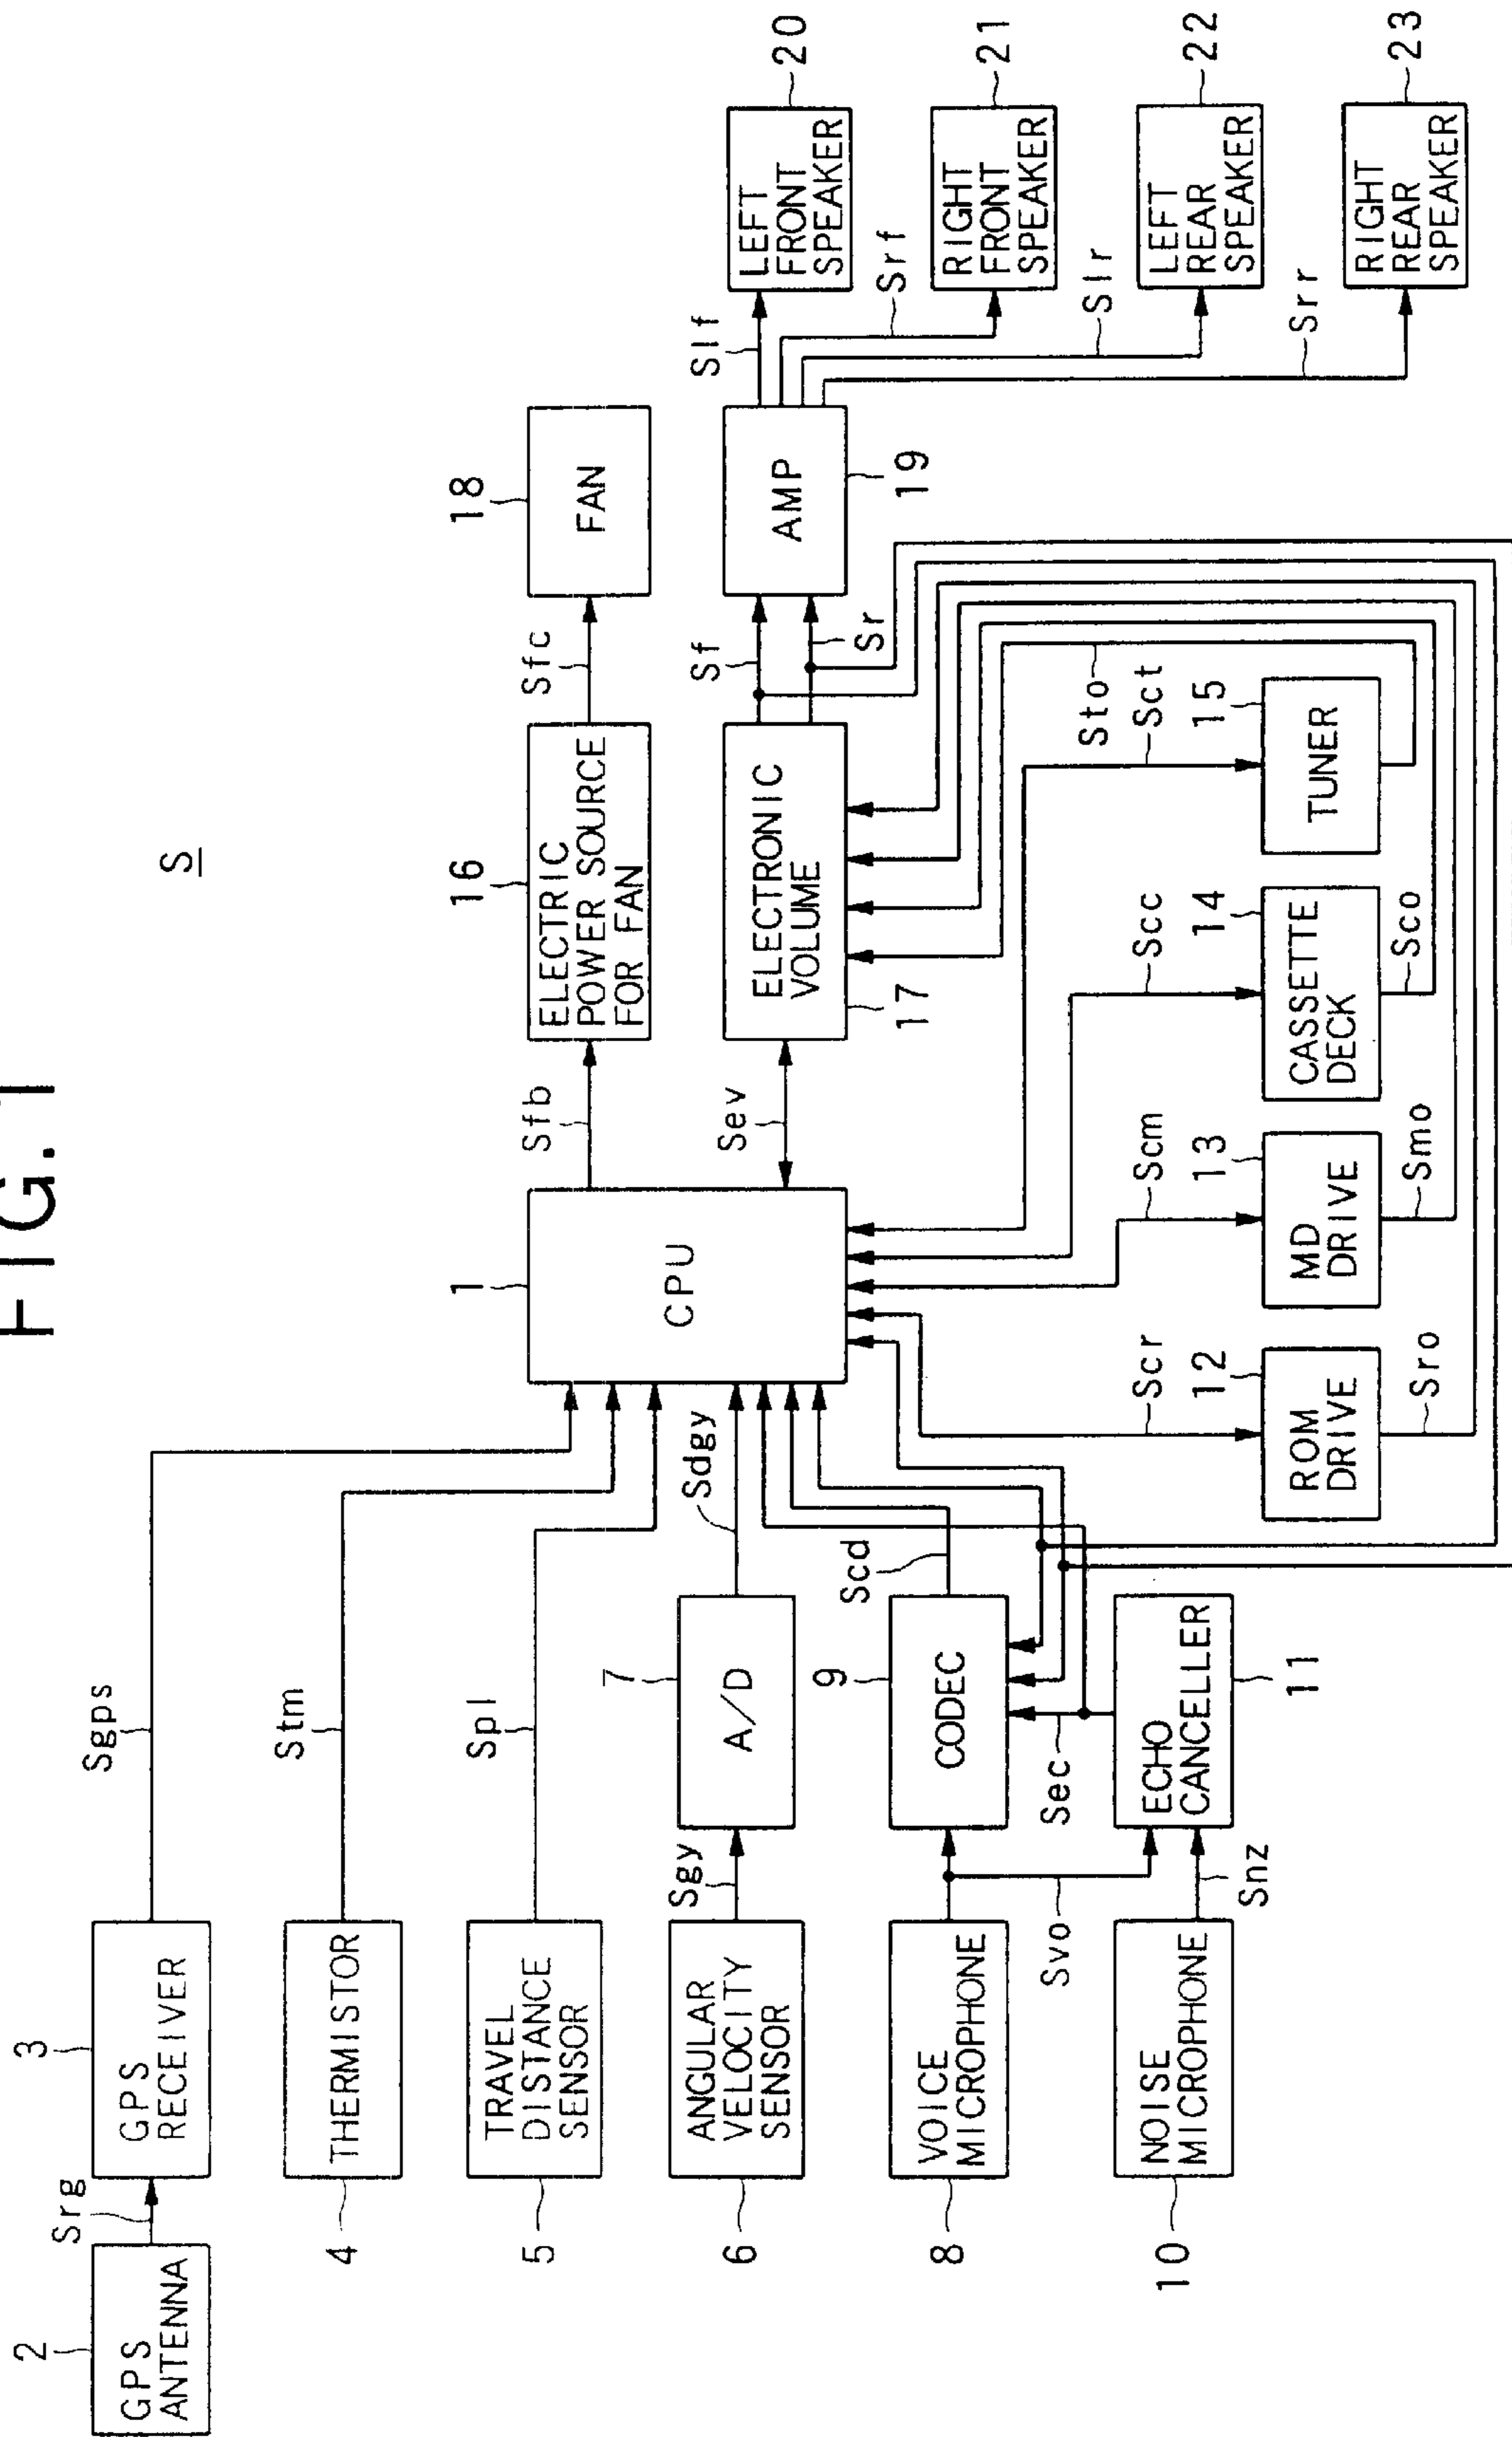 FIG. 1
S
2
GPS
ANTENNA
Srg
3
GPS
RECEIVER
Sgps
4
THERMISTOR
Stm
5
TRAVEL
DISTANCE
SENSOR
Spl
6
ANGULAR
VELOCITY
SENSOR
Sgy
7
A/D
Sdgy
8
VOICE
MICROPHONE
Svo
9
CODEC
Scd
10
NOISE
MICROPHONE
Snz
11
ECHO
CANCELLER
Sec
1
CPU
Sfb
16
ELECTRIC
POWER SOURCE
FOR FAN
Sfc
18
FAN
Sev
17
ELECTRONIC
VOLUME
Sf
Sr
19
AMP
Slf
Srf
Slr
Srr
20
LEFT
FRONT
SPEAKER
21
RIGHT
FRONT
SPEAKER
22
LEFT
REAR
SPEAKER
23
RIGHT
REAR
SPEAKER
Scr
12
ROM
DRIVE
Sro
Scm
13
MD
DRIVE
Smo
Scc
14
CASSETTE
DECK
Sco
Sto
Sct
15
TUNER